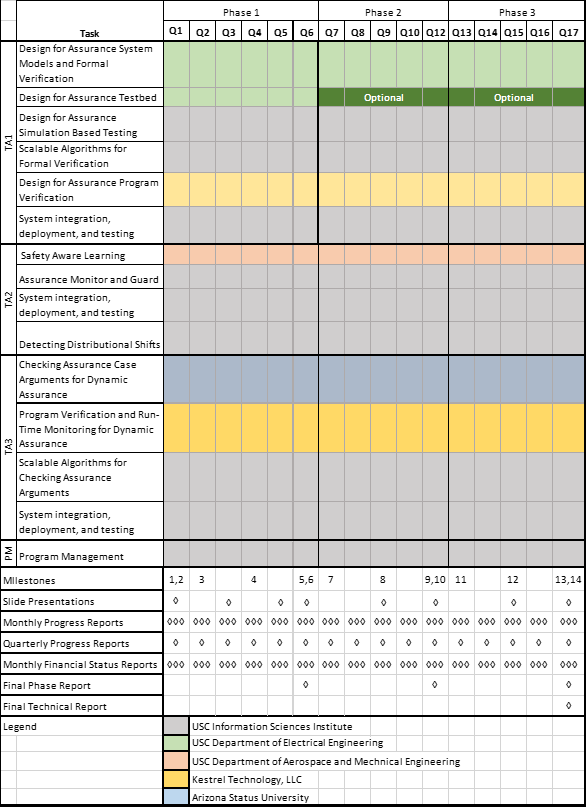 Phase 1 Phase 2 Phase 3
Task Q1 Q2 Q3 Q4 Q5 Q6 Q7 Q8 Q9 Q10 Q12 Q13 Q14 Q15 Q16 Q17
TA1
Design for Assurance System
Models and Formal
Verification
Design for Assurance Testbed Optional Optional
Design for Assurance
Simulation Based Testing
Scalable Algorithms for
Formal Verification
Design for Assurance Program
Verification
System integration,
deployment, and testing
TA2
Safety Aware Learning
Assurance Monitor and Guard
System integration,
deployment, and testing
Detecting Distributional Shifts
TA3
Checking Assurance Case
Arguments for Dynamic
Assurance
Program Verification and Run-
Time Monitoring for Dynamic
Assurance
Scalable Algorithms for
Checking Assurance
Arguments
System integration,
deployment, and testing
PM
Program Management
Milestones 1,2 3 4 5,6 7 8 9,10 11 12 13,14
Slide Presentations ◊ ◊ ◊ ◊ ◊ ◊ ◊ ◊
Monthly Progress Reports ◊◊◊ ◊◊◊ ◊◊◊ ◊◊◊ ◊◊◊ ◊◊◊ ◊◊◊ ◊◊◊ ◊◊◊ ◊◊◊ ◊◊◊ ◊◊◊ ◊◊◊ ◊◊◊ ◊◊◊ ◊◊◊
Quarterly Progress Reports ◊ ◊ ◊ ◊ ◊ ◊ ◊ ◊ ◊ ◊ ◊ ◊ ◊ ◊ ◊ ◊
Monthly Financial Status Reports ◊◊◊ ◊◊◊ ◊◊◊ ◊◊◊ ◊◊◊ ◊◊◊ ◊◊◊ ◊◊◊ ◊◊◊ ◊◊◊ ◊◊◊ ◊◊◊ ◊◊◊ ◊◊◊ ◊◊◊ ◊◊◊
Final Phase Report ◊ ◊ ◊
Final Technical Report ◊
Legend USC Information Sciences Institute
USC Department of Electrical Engineering
USC Department of Aerospace and Mechnical Engineering
Kestrel Technology, LLC
Arizona Status University